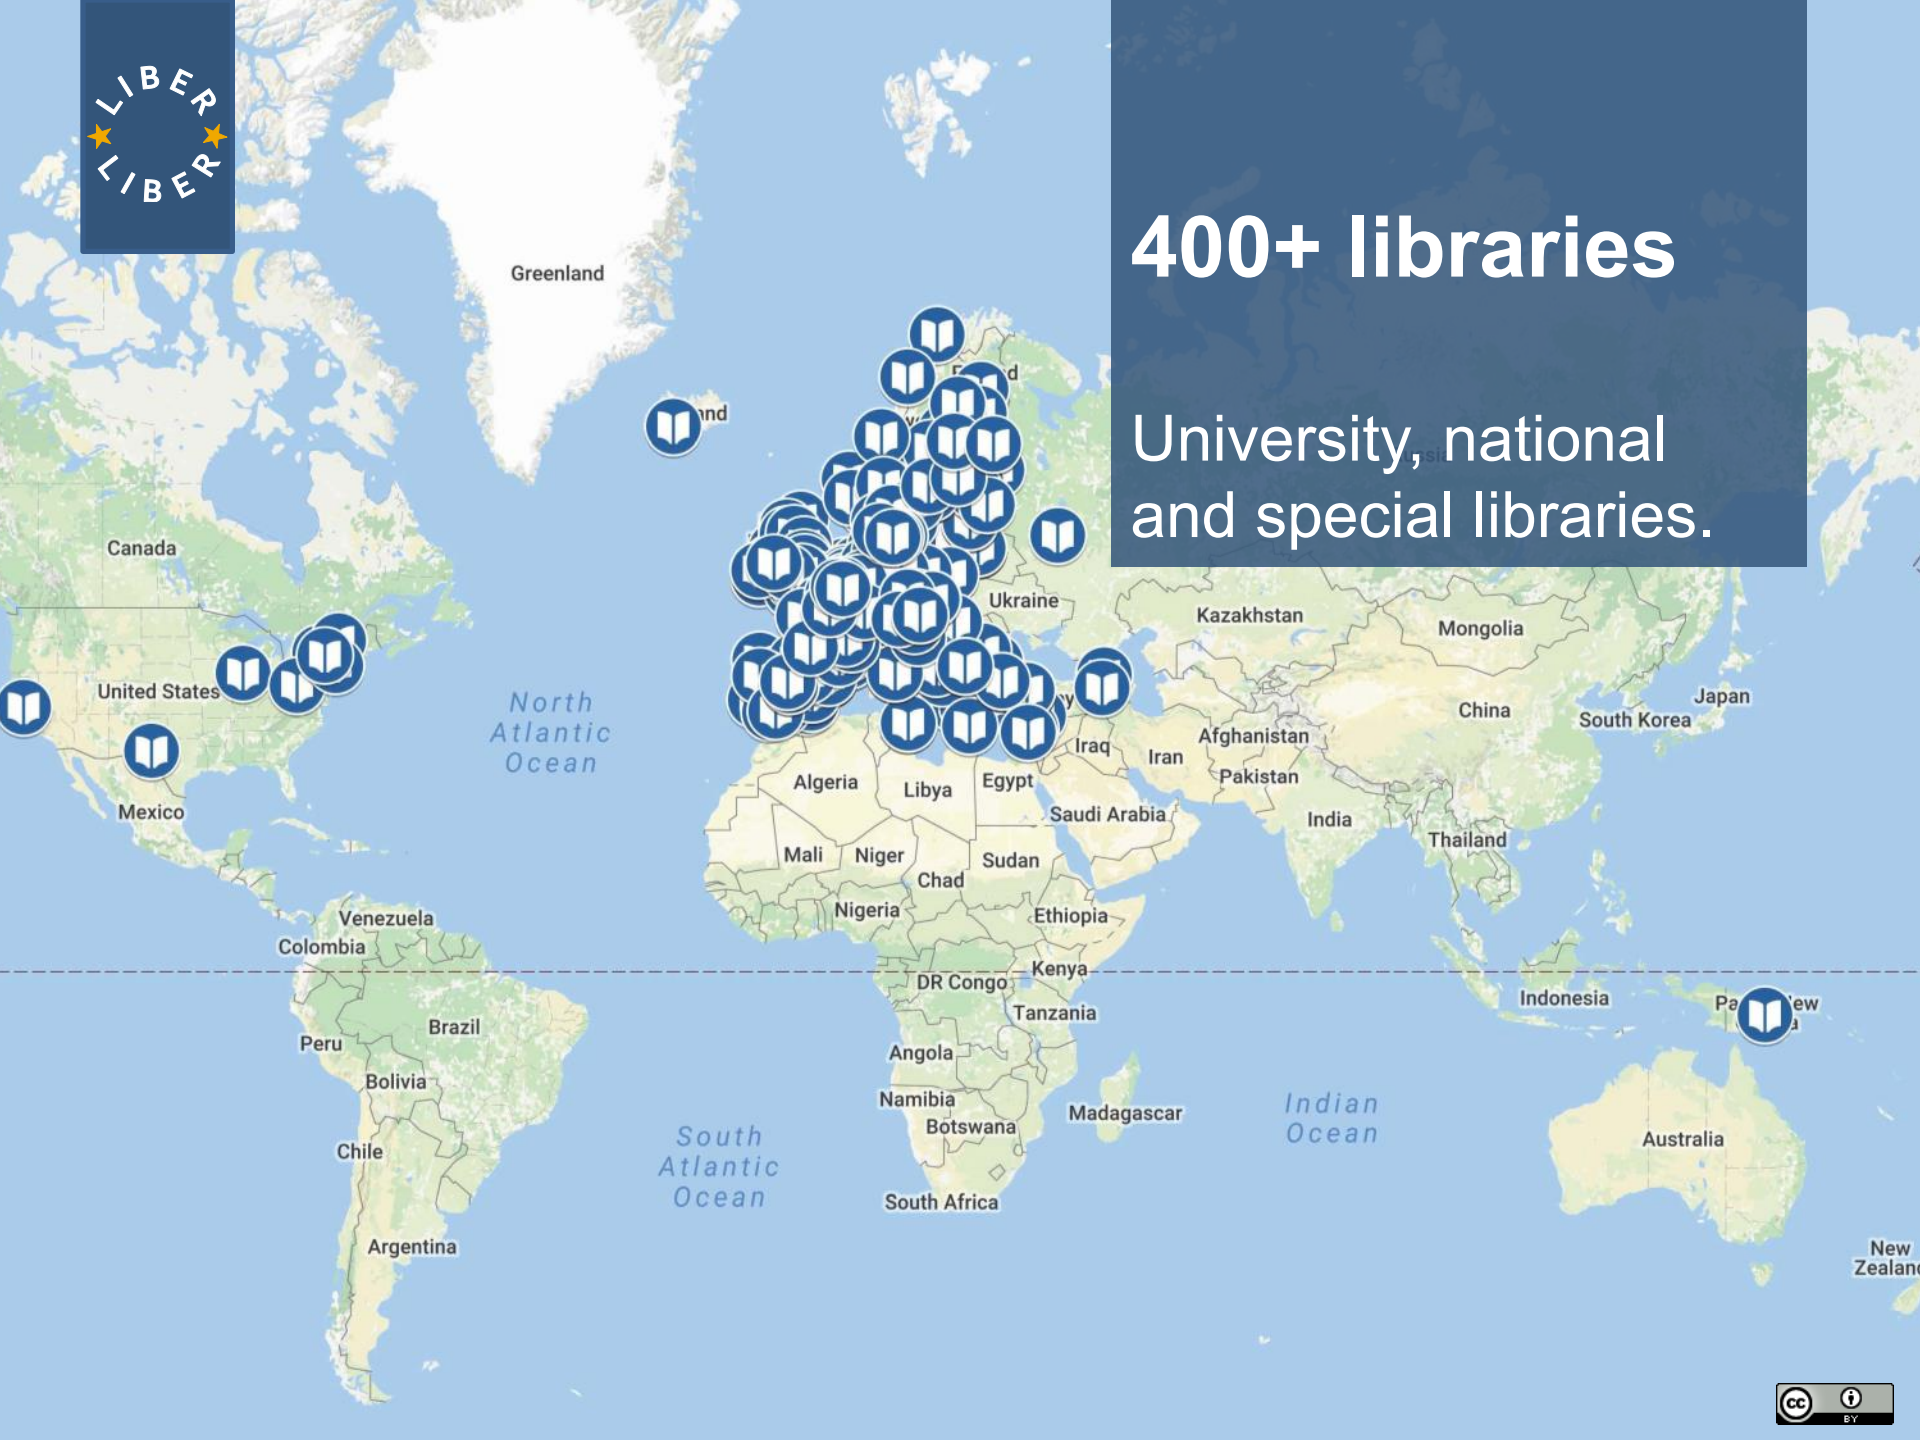 LIBER
LIBER
400+ libraries
University, national
and special libraries.
Greenland
Canada
United States
Mexico
North
Atlantic
Ocean
Ukraine
Kazakhstan
Mongolia
China
Japan
South Korea
Afghanistan
Iraq
Iran
Pakistan
Algeria
Libya
Egypt
Saudi Arabia
India
Thailand
Mali
Niger
Sudan
Chad
Nigeria
Ethiopia
Venezuela
Colombia
DR Congo
Kenya
Tanzania
Indonesia
Brazil
Peru
Bolivia
Angola
Namibia
Botswana
Madagascar
Indian
Ocean
Australia
Chile
South
Atlantic
Ocean
South Africa
Argentina
New
Zealand
cc
BY